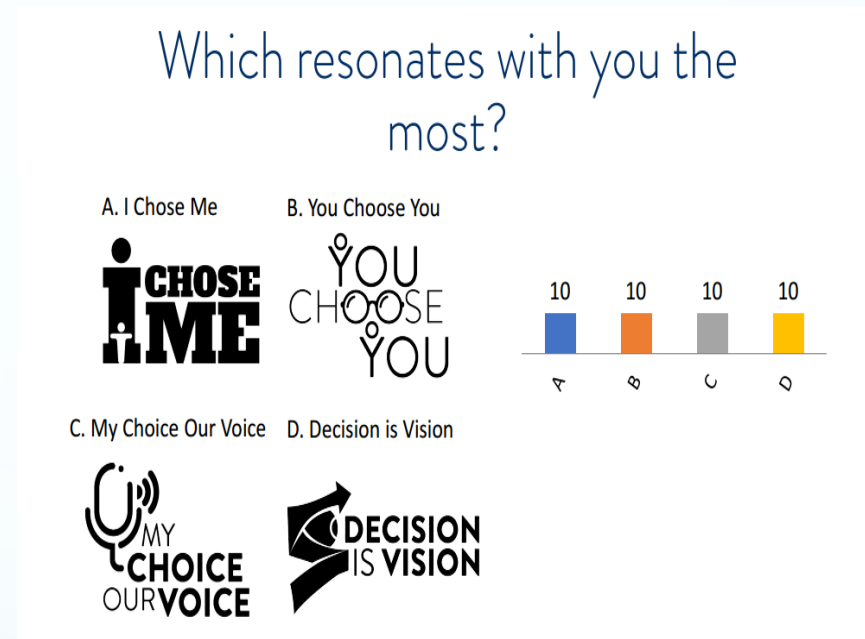 Which resonates with you the
most?
A. I Chose Me
B. You Choose You
I CHOSE
ME
YOU
CHOOSE
YOU
10 10 10 10
A B C D
C. My Choice Our Voice
D. Decision is Vision
MY
CHOICE
OUR VOICE
DECISION
IS VISION